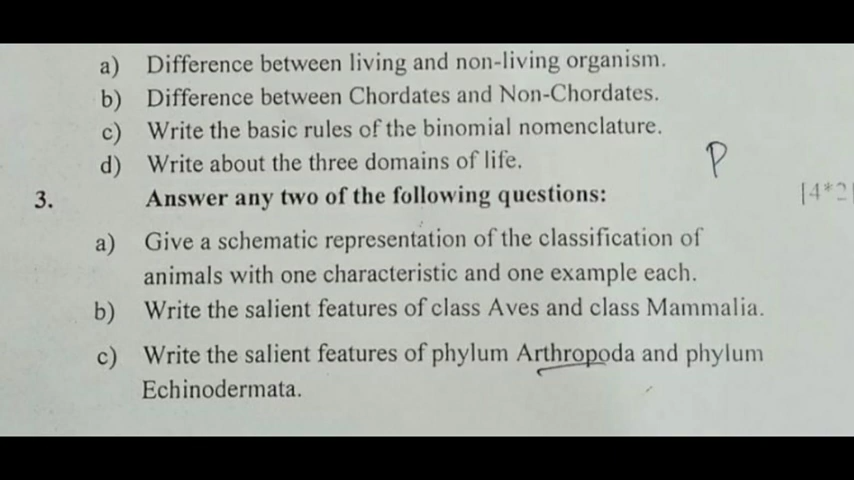 a) Difference between living and non-living organism.
b) Difference between Chordates and Non-Chordates.
c) Write the basic rules of the binomial nomenclature.
d) Write about the three domains of life.
P
3. Answer any two of the following questions: [4*2]
a) Give a schematic representation of the classification of
animals with one characteristic and one example each.
b) Write the salient features of class Aves and class Mammalia.
c) Write the salient features of phylum Arthropoda and phylum
Echinodermata.